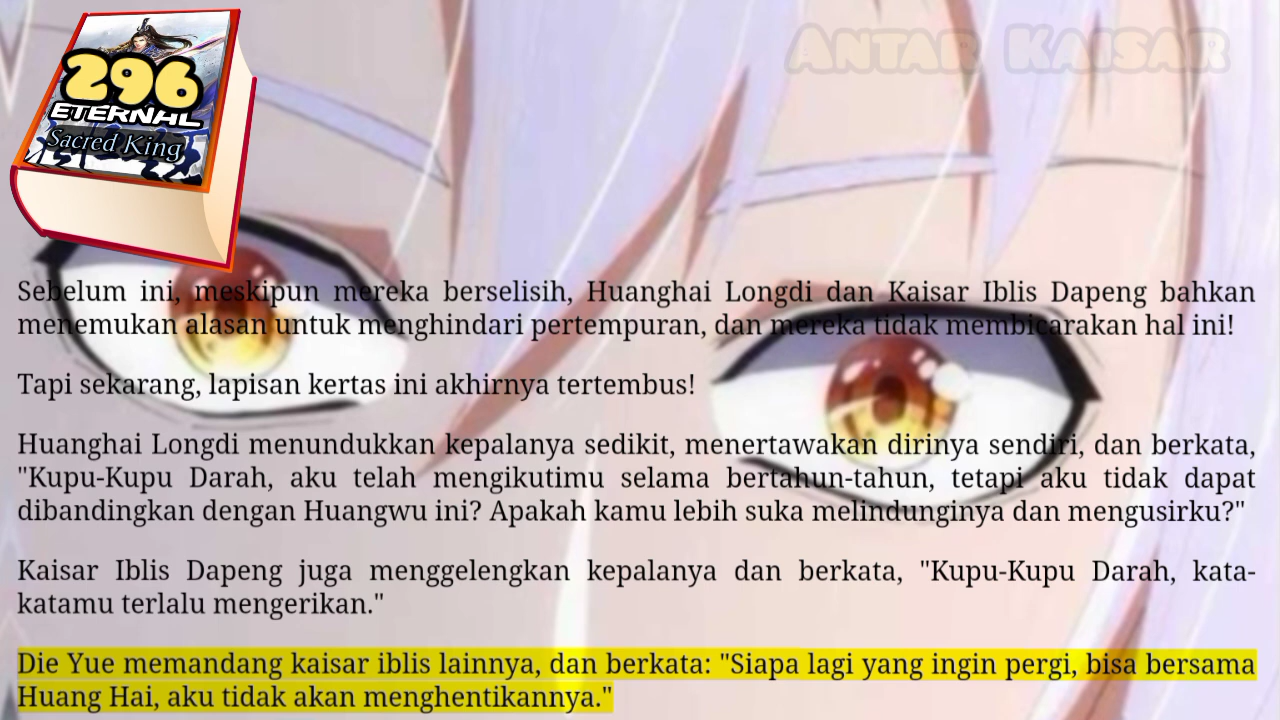 Antar Kaisar
296
ETERNAL
Sacred King
Sebelum ini, meskipun mereka berselisih, Huanghai Longdi dan Kaisar Iblis Dapeng bahkan
menemukan alasan untuk menghindari pertempuran, dan mereka tidak membicarakan hal ini!
Tapi sekarang, lapisan kertas ini akhirnya tertembus!
Huanghai Longdi menundukkan kepalanya sedikit, menertawakan dirinya sendiri, dan berkata,
"Kupu-Kupu Darah, aku telah mengikutimu selama bertahun-tahun, tetapi aku tidak dapat
dibandingkan dengan Huangwu ini? Apakah kamu lebih suka melindunginya dan mengusirku?"
Kaisar Iblis Dapeng juga menggelengkan kepalanya dan berkata, "Kupu-Kupu Darah, kata-
katamu terlalu mengerikan."
Die Yue memandang kaisar iblis lainnya, dan berkata: "Siapa lagi yang ingin pergi, bisa bersama
Huang Hai, aku tidak akan menghentikannya."